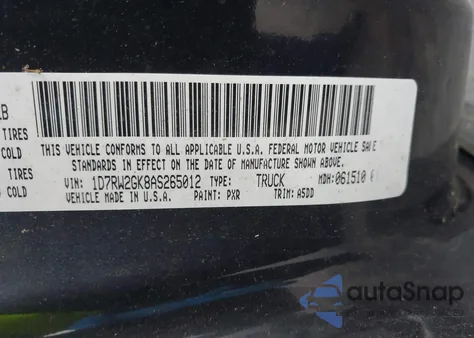 LB
TIRES
COLD
TIRES
COLD
THIS VEHICLE CONFORMS TO ALL APPLICABLE U.S.A. FEDERAL MOTOR VEHICLE SAFE
STANDARDS IN EFFECT ON THE DATE OF MANUFACTURE SHOWN ABOVE.
VIN: 1D7RW2GK8AS265012 TYPE: TRUCK MDH: 061510 0
VEHICLE MADE IN U.S.A. PAINT: PXR TRIM: A5DD
autoSnap